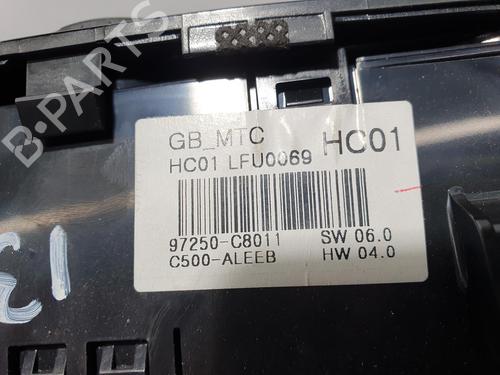 GB_MTC HC01
HC01 LFU0069
97250-C8011 SW 06.0
C500-ALEEB HW 04.0
B-PARTS